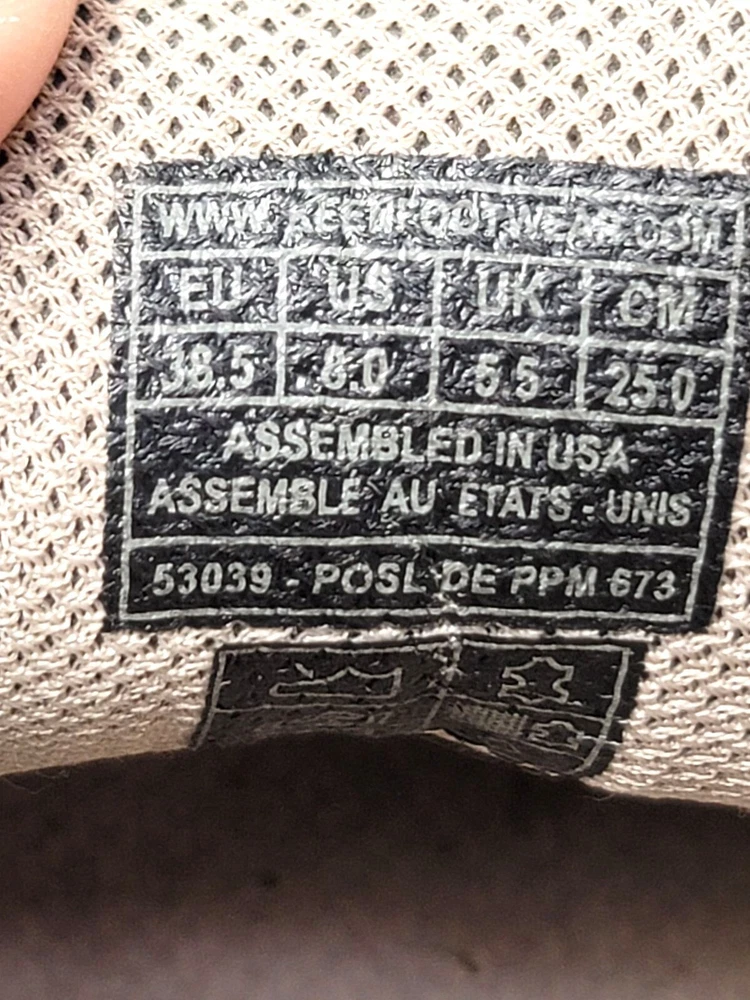 WWW.KEENFOOTWEAR.COM
EU US UK CM
38.5 8.0 5.5 25.0
ASSEMBLED IN USA
ASSEMBLÉ AU ETATS - UNIS
53039 - POSL DE PPM 673